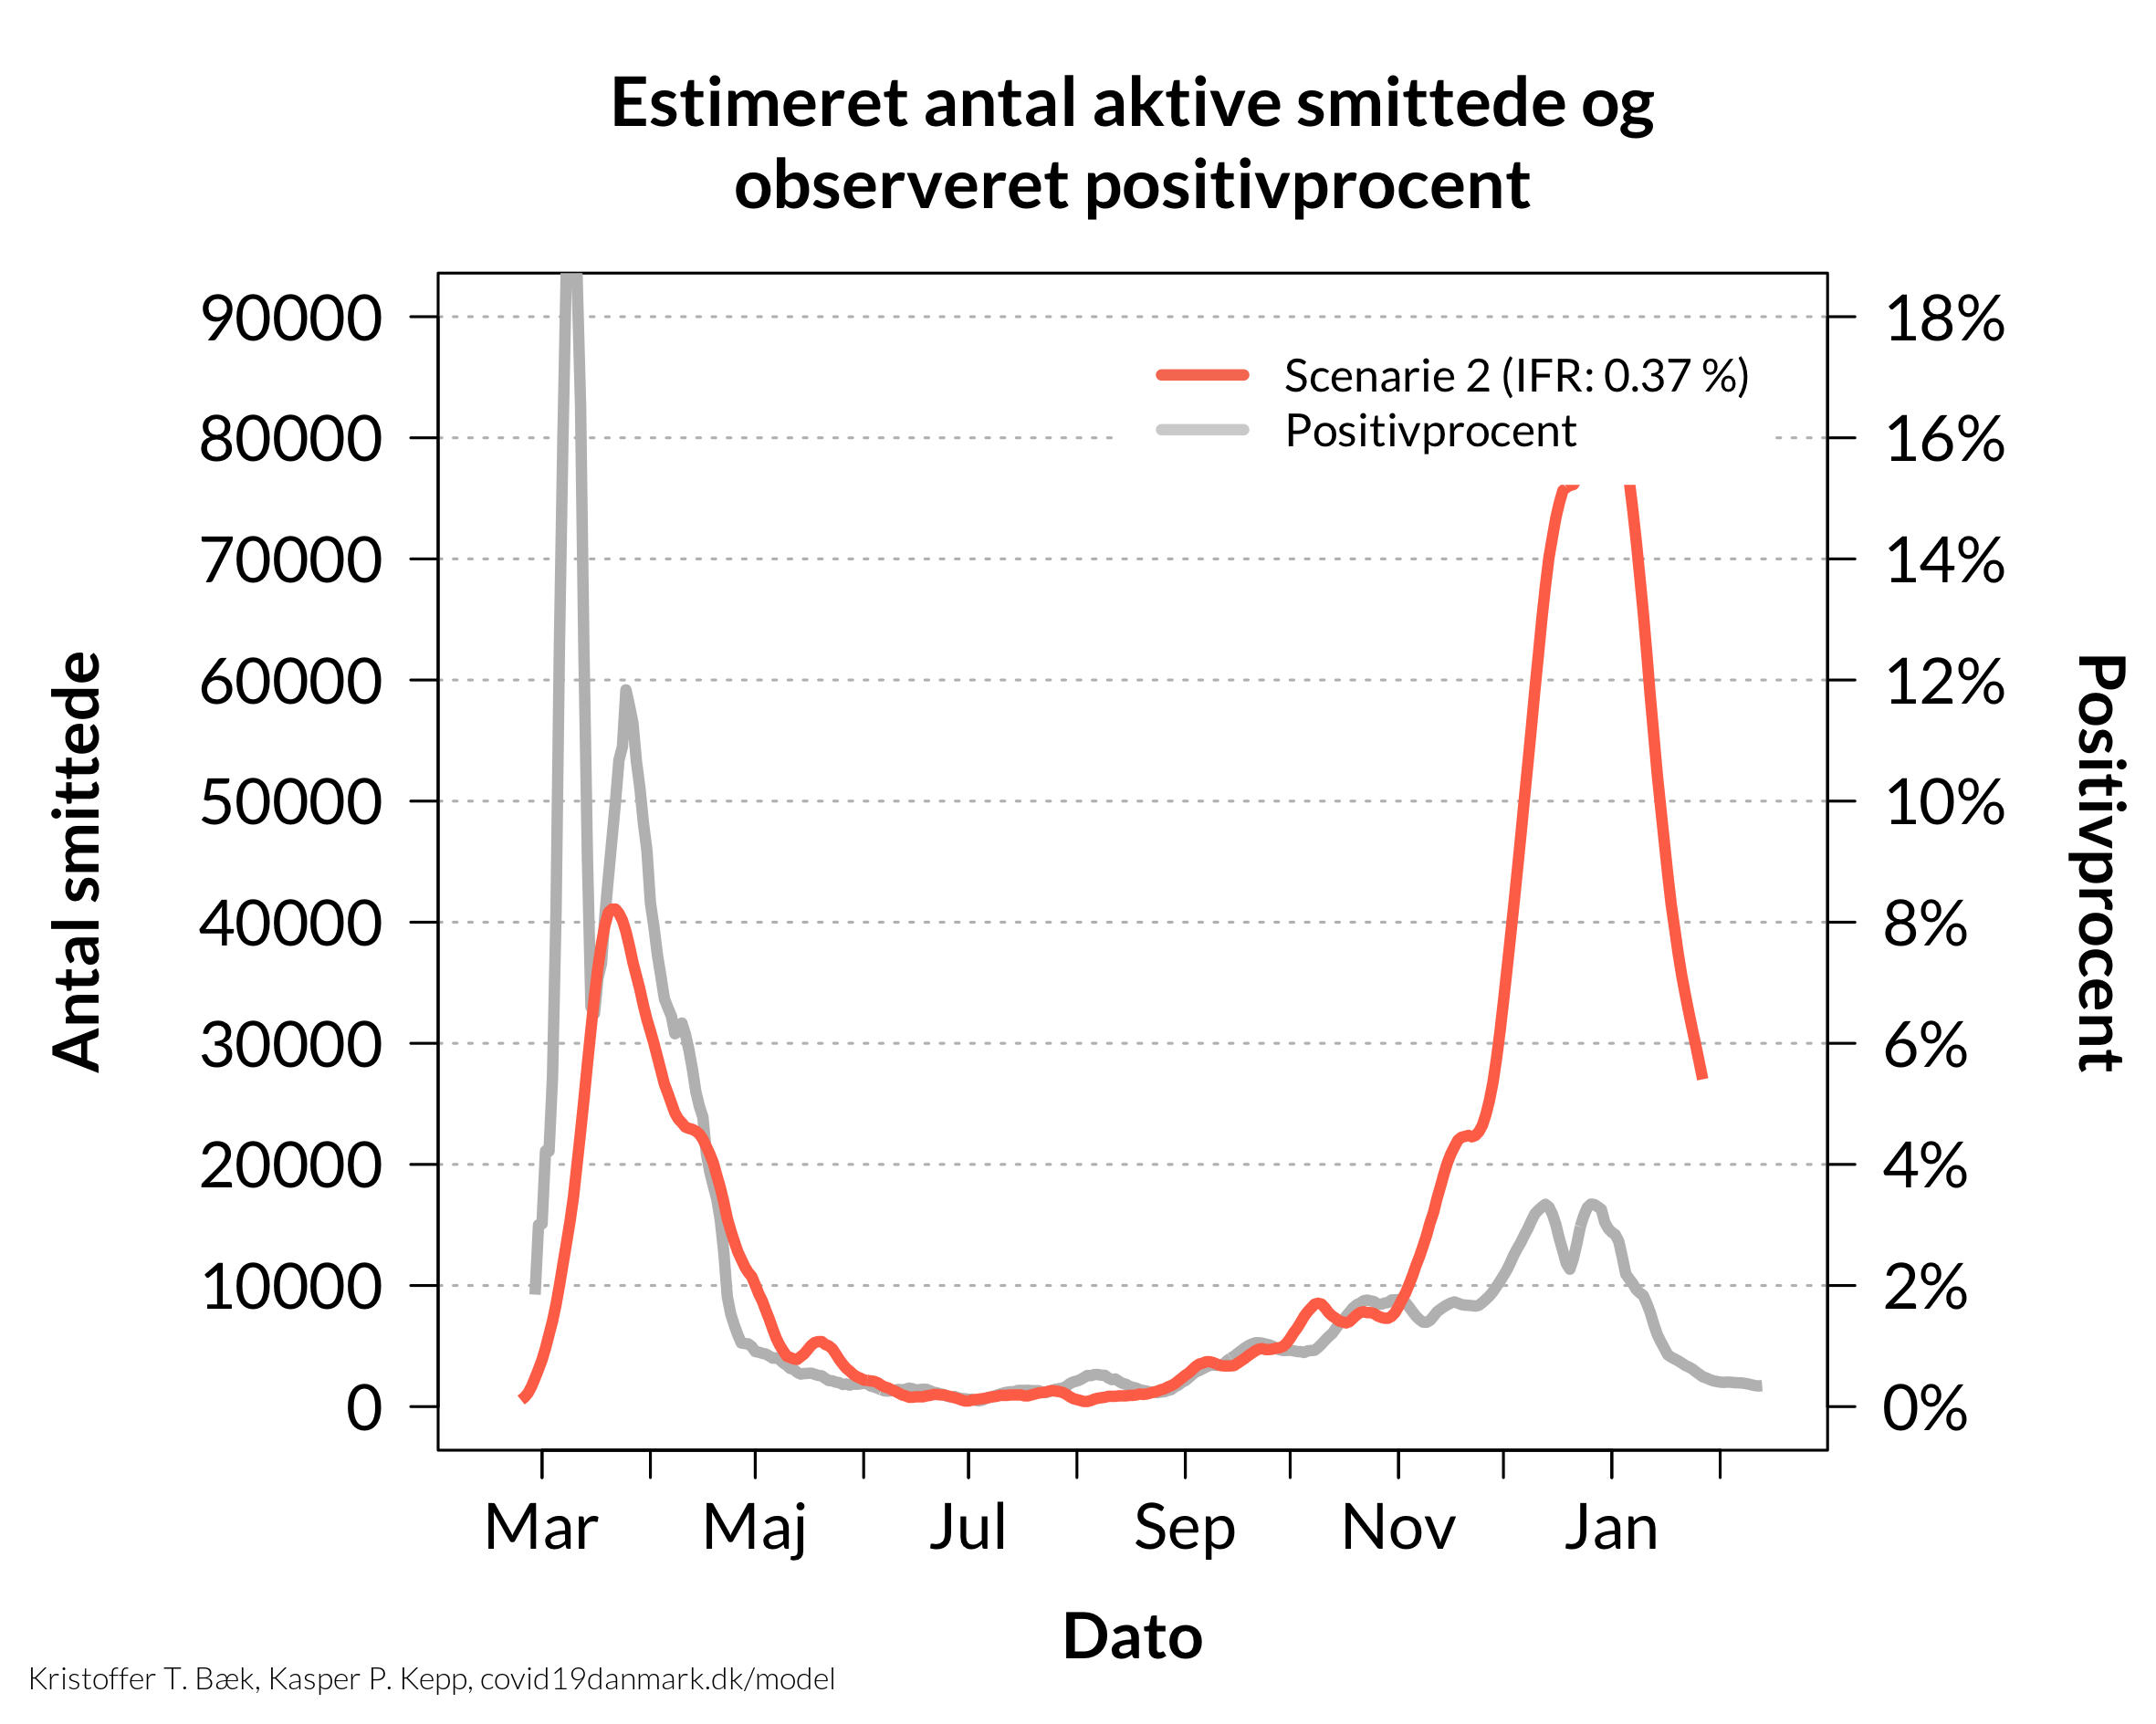 Estimeret antal aktive smittede og
observeret positivprocent
90000
80000
70000
60000
50000
40000
30000
20000
10000
0
Antal smittede
Scenarie 2 (IFR: 0.37 %)
Positivprocent
18%
16%
14%
12%
10%
8%
6%
4%
2%
0%
Positivprocent
Mar Maj Jul Sep Nov Jan
Dato
Kristoffer T. Bæk, Kasper P. Kepp, covid19danmark.dk/model